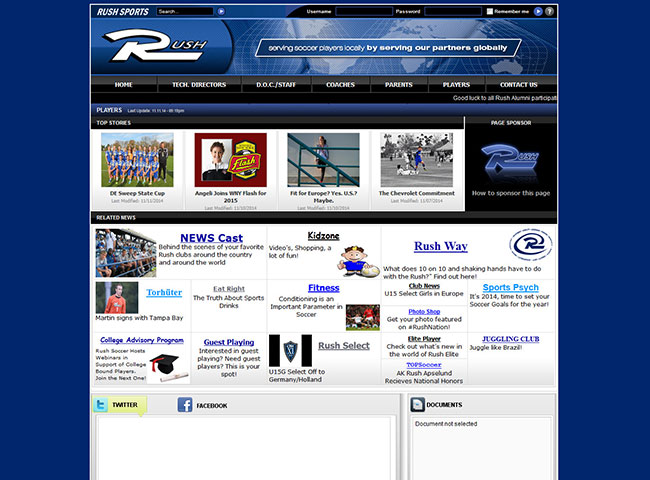 RUSH SPORTS
Search...
Username
Password
Remember me
?
RUSH
serving soccer players locally by serving our partners globally
HOME
TECH. DIRECTORS
D.O.C./STAFF
COACHES
PARENTS
PLAYERS
CONTACT US
Good luck to all Rush Alumni participati
PLAYERS
TOP STORIES
PAGE SPONSOR
DE Sweep State Cup
Last Modified: 11/11/2014
Flash
Angeli Joins WNY Flash for
2015
Last Modified: 11/10/2014
Fit for Europe? Yes. U.S.?
Maybe.
Last Modified: 11/10/2014
The Chevrolet Commitment
Last Modified: 11/07/2014
RUSH
How to sponsor this page
RELATED NEWS
NEWS Cast
Behind the scenes of your favorite
Rush clubs around the country
and around the world
Kidzone
Video's, Shopping, a
lot of fun!
Rush Way
What does 10 on 10 and shaking hands have to do
with the Rush?" Find out here!
Torhüter
Martin signs with Tampa Bay
Eat Right
The Truth About Sports
Drinks
Fitness
Conditioning is an
Important Parameter in
Soccer
Club News
U15 Select Girls in Europe
Photo Shop
Get your photo featured
on #RushNation!
Sports Psych
It's 2014, time to set your
Soccer Goals for the year!
College Advisory Program
Rush Soccer Hosts
Webinars in
Support of College
Bound Players.
Join the Next One!
Guest Playing
Interested in guest
playing? Need guest
players? This is your
spot!
Rush Select
U15G Select Off to
Germany/Holland
Elite Player
Check out what's new in
the world of Rush Elite
TOPSoccer
AK Rush Apselund
Recieves National Honors
JUGGLING CLUB
Juggle like Brazil!
TWITTER
FACEBOOK
DOCUMENTS
Document not selected